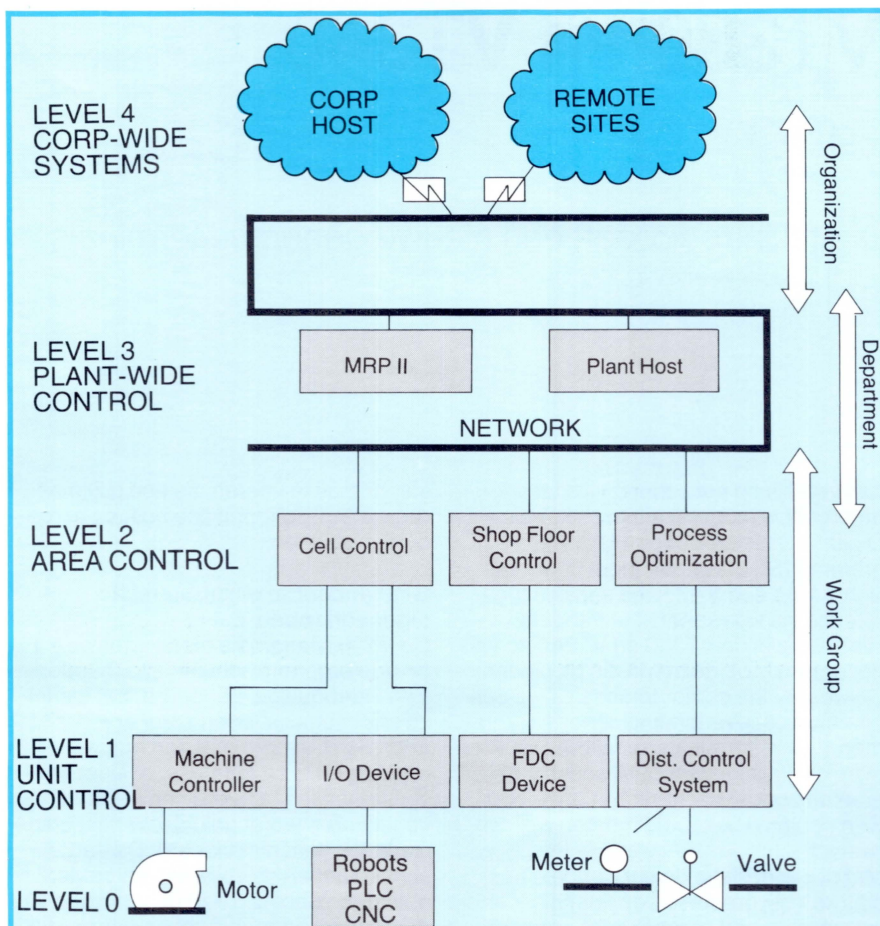 LEVEL 4
CORP-WIDE
SYSTEMS
CORP
HOST
REMOTE
SITES
Organization
LEVEL 3
PLANT-WIDE
CONTROL
MRP II
Plant Host
Department
NETWORK
LEVEL 2
AREA CONTROL
Cell Control
Shop Floor
Control
Process
Optimization
Work Group
LEVEL 1
UNIT
CONTROL
Machine
Controller
I/O Device
FDC
Device
Dist. Control
System
LEVEL 0
Motor
Robots
PLC
CNC
Meter
Valve